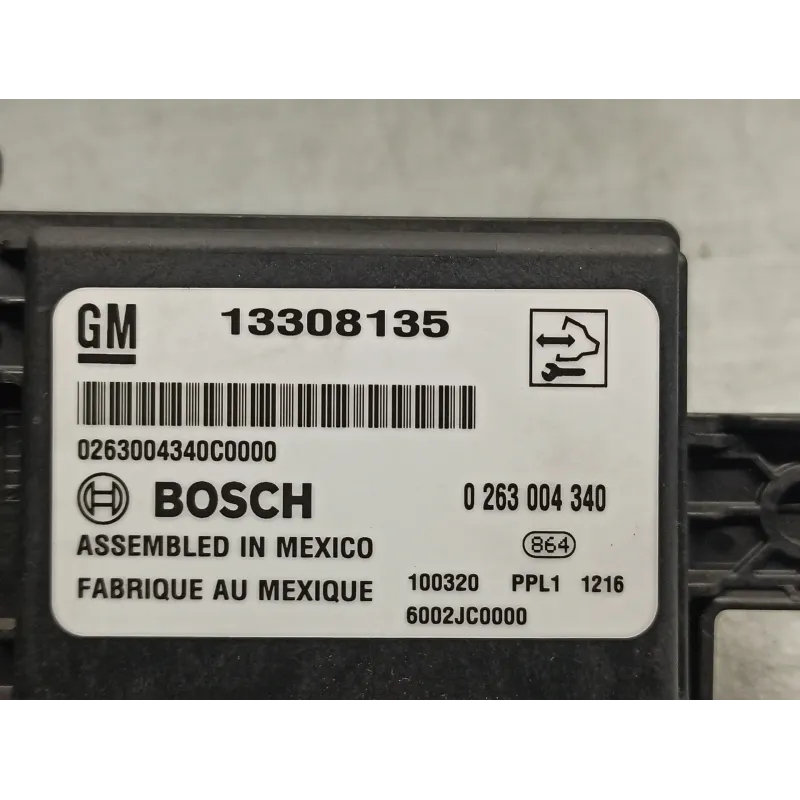 GM 13308135
0263004340C0000
BOSCH 0 263 004 340
ASSEMBLED IN MEXICO 864
FABRIQUE AU MEXIQUE 100320 PPL1 1216
6002JC0000